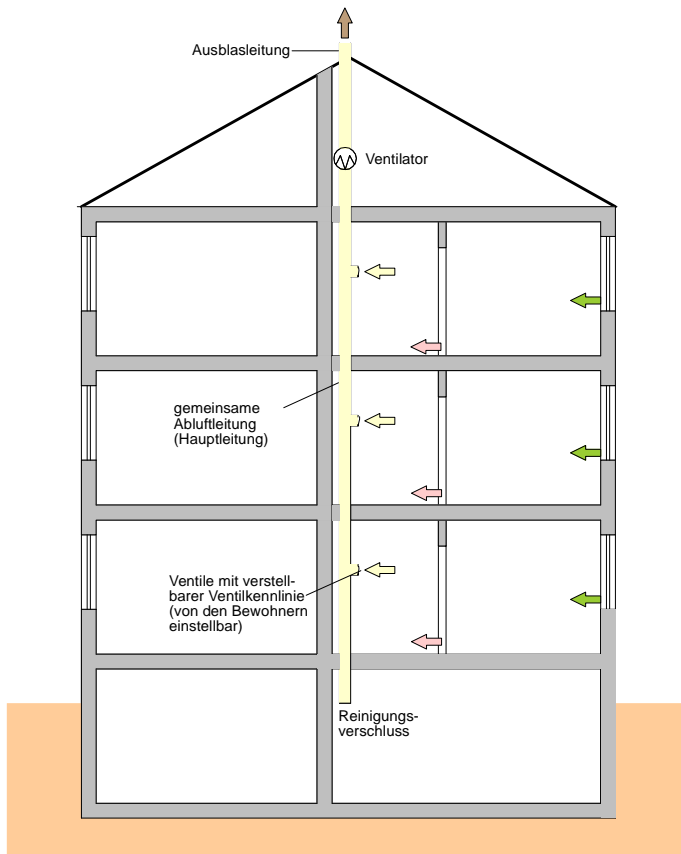 Ausblasleitung
Ventilator
gemeinsame
Abluftleitung
(Hauptleitung)
Ventile mit verstell-
barer Ventilkennlinie
(von den Bewohnern
einstellbar)
Reinigungs-
verschluss